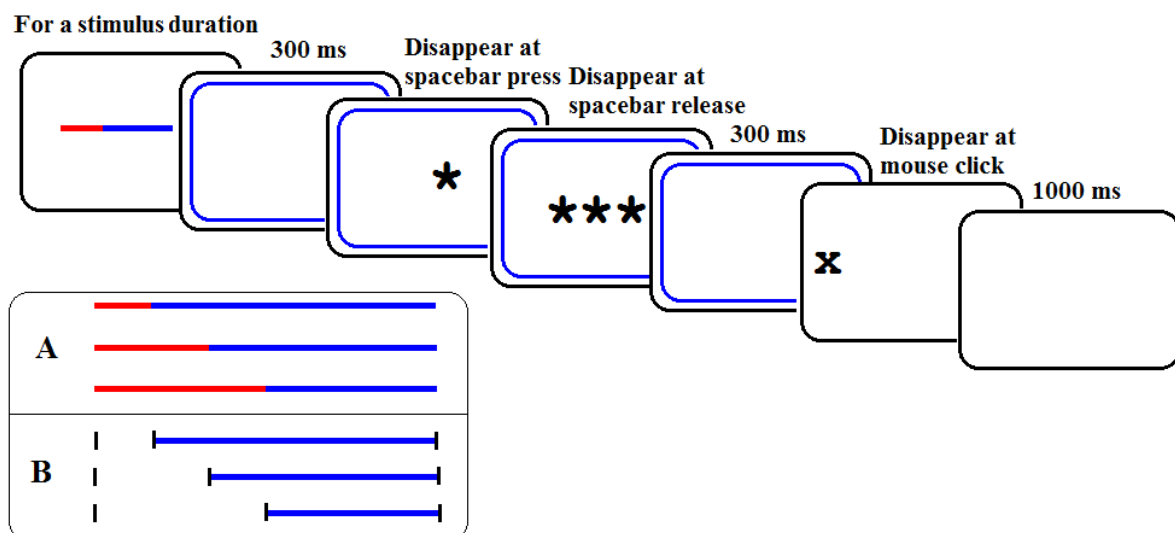 For a stimulus duration
300 ms
Disappear at
spacebar press
Disappear at
spacebar release
300 ms
Disappear at
mouse click
1000 ms
*
***
x
A
B